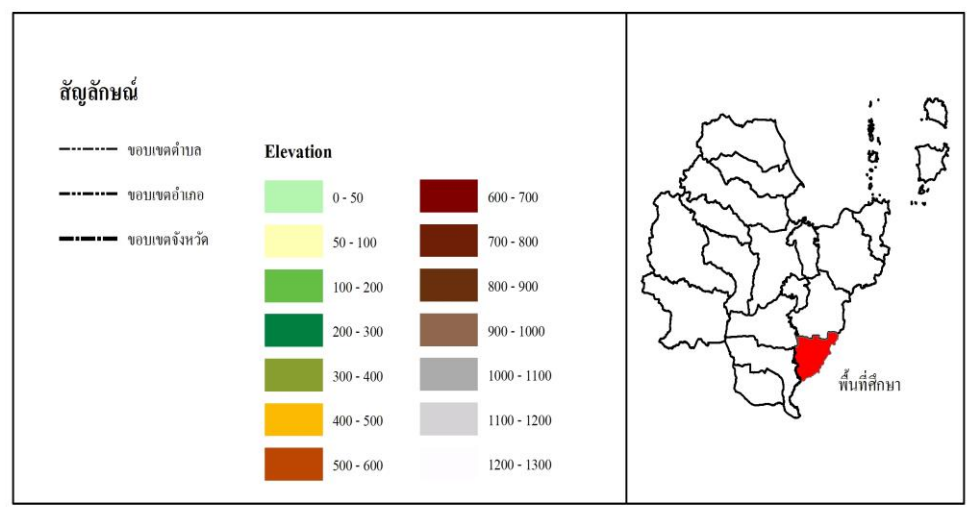 สัญลักษณ์
ขอบเขตตำบล
ขอบเขตอำเภอ
ขอบเขตจังหวัด
Elevation
0 - 50
50 - 100
100 - 200
200 - 300
300 - 400
400 - 500
500 - 600
600 - 700
700 - 800
800 - 900
900 - 1000
1000 - 1100
1100 - 1200
1200 - 1300
พื้นที่ศึกษา